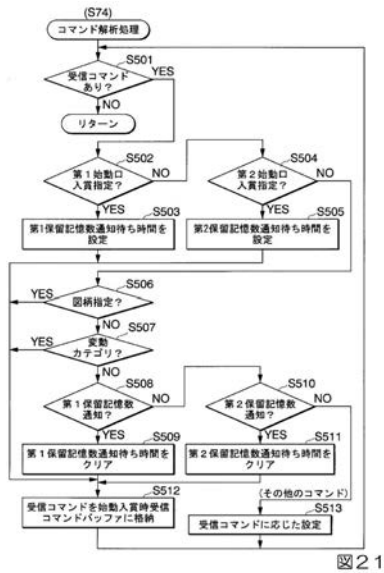 (S74)
コマンド解析処理
S501
受信コマンド
あり？
YES
NO
リターン
S502
第１始動口
入賞指定？
NO
YES
S503
第1保留記憶数通知待ち時間を
設定
S504
第２始動口
入賞指定？
NO
YES
S505
第2保留記憶数通知待ち時間を
設定
S506
図柄指定？
YES
NO
S507
変動
カテゴリ？
YES
NO
S508
第１保留記憶数
通知？
NO
YES
S509
第１保留記憶数通知待ち時間を
クリア
S510
第２保留記憶数
通知？
NO
YES
S511
第２保留記憶数通知待ち時間を
クリア
S512
受信コマンドを始動入賞時受信
コマンドバッファに格納
(その他のコマンド)
S513
受信コマンドに応じた設定
図２１